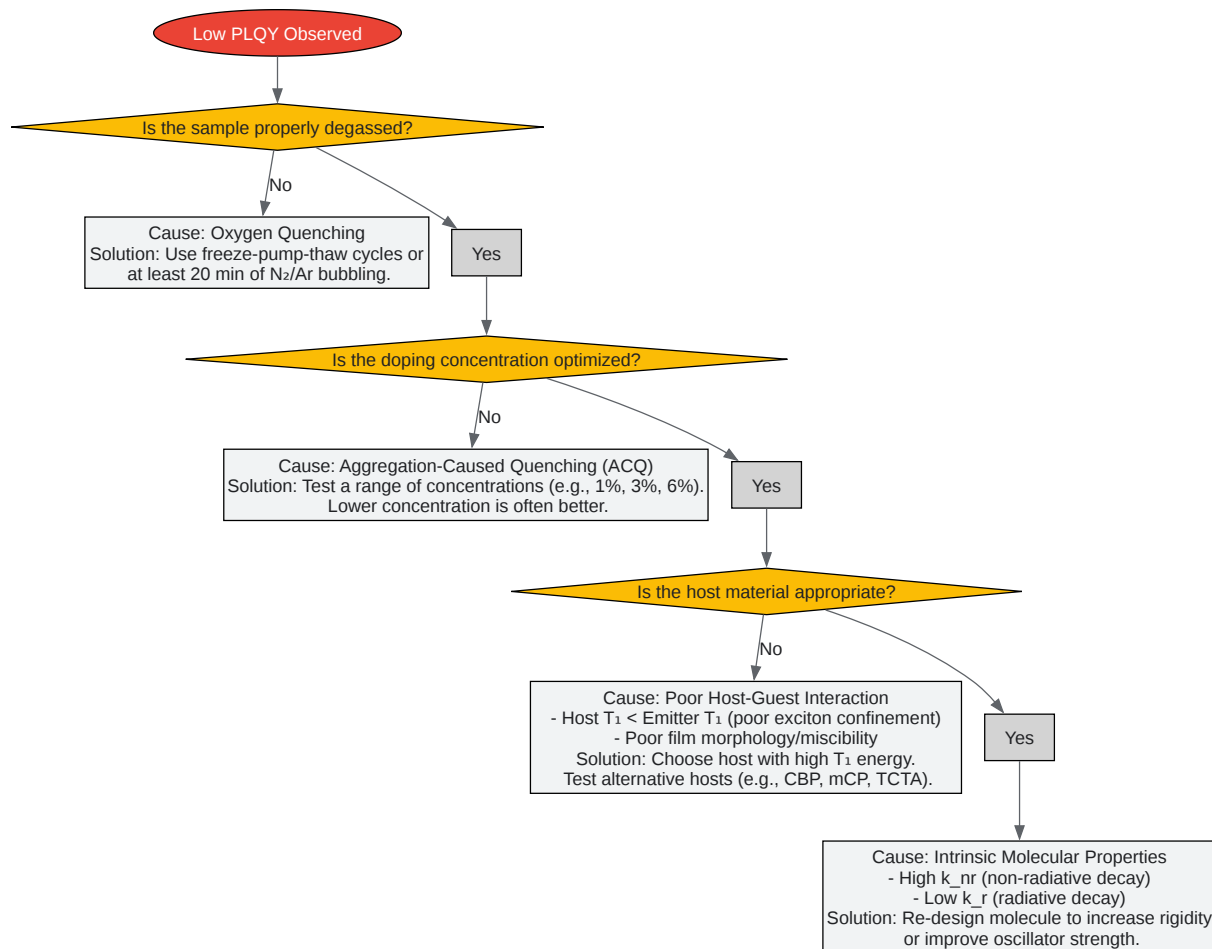 Low PLQY Observed
Is the sample properly degassed?
No
Cause: Oxygen Quenching
Solution: Use freeze-pump-thaw cycles or
at least 20 min of N₂/Ar bubbling.
Yes
Is the doping concentration optimized?
No
Cause: Aggregation-Caused Quenching (ACQ)
Solution: Test a range of concentrations (e.g., 1%, 3%, 6%).
Lower concentration is often better.
Yes
Is the host material appropriate?
No
Cause: Poor Host-Guest Interaction
- Host T₁ < Emitter T₁ (poor exciton confinement)
- Poor film morphology/miscibility
Solution: Choose host with high T₁ energy.
Test alternative hosts (e.g., CBP, mCP, TCTA).
Yes
Cause: Intrinsic Molecular Properties
- High k_nr (non-radiative decay)
- Low k_r (radiative decay)
Solution: Re-design molecule to increase rigidity
or improve oscillator strength.